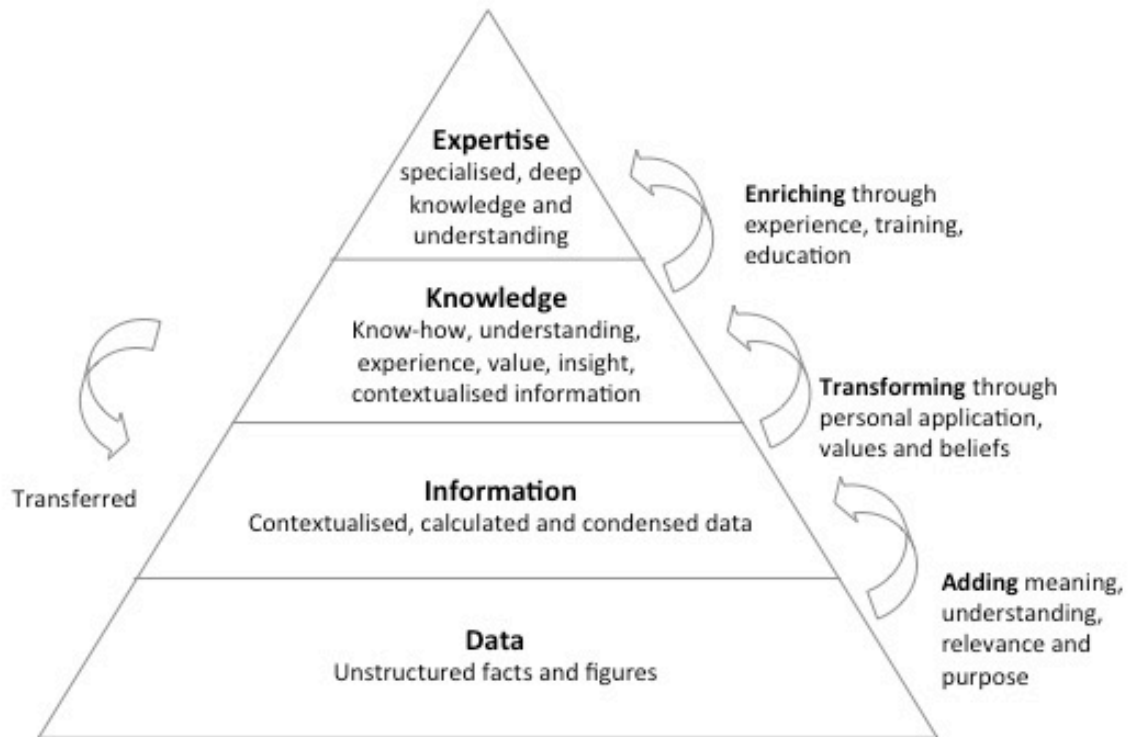 Expertise
specialised, deep
knowledge and
understanding
Enriching through
experience, training,
education
Knowledge
Know-how, understanding,
experience, value, insight,
contextualised information
Transforming through
personal application,
values and beliefs
Transferred
Information
Contextualised, calculated and condensed data
Adding meaning,
understanding,
relevance and
purpose
Data
Unstructured facts and figures